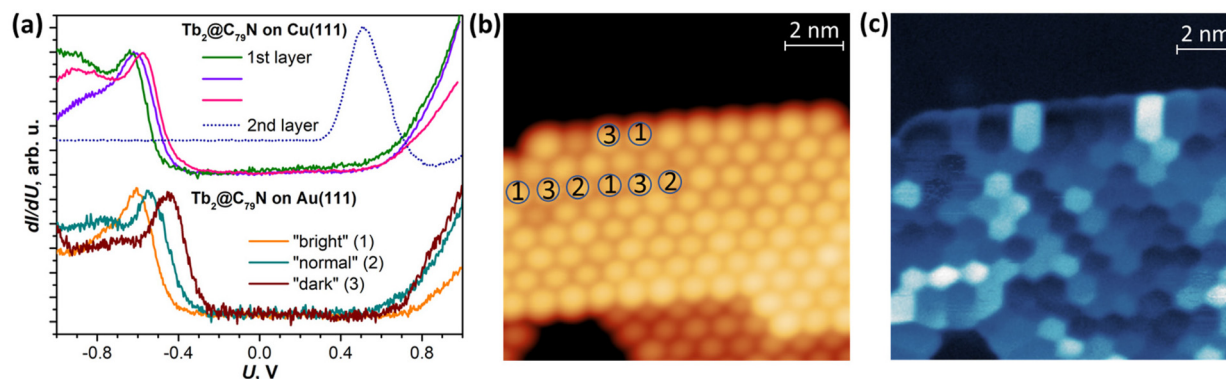 (a)
Tb₂@C₇₉N on Cu(111)
1st layer
2nd layer
Tb₂@C₇₉N on Au(111)
"bright" (1)
"normal" (2)
"dark" (3)
dI/dU, arb. u.
-0.8 -0.4 0.0 0.4 0.8
U, V
(b)
2 nm
3 1
1 3 2 1 3 2
(c)
2 nm